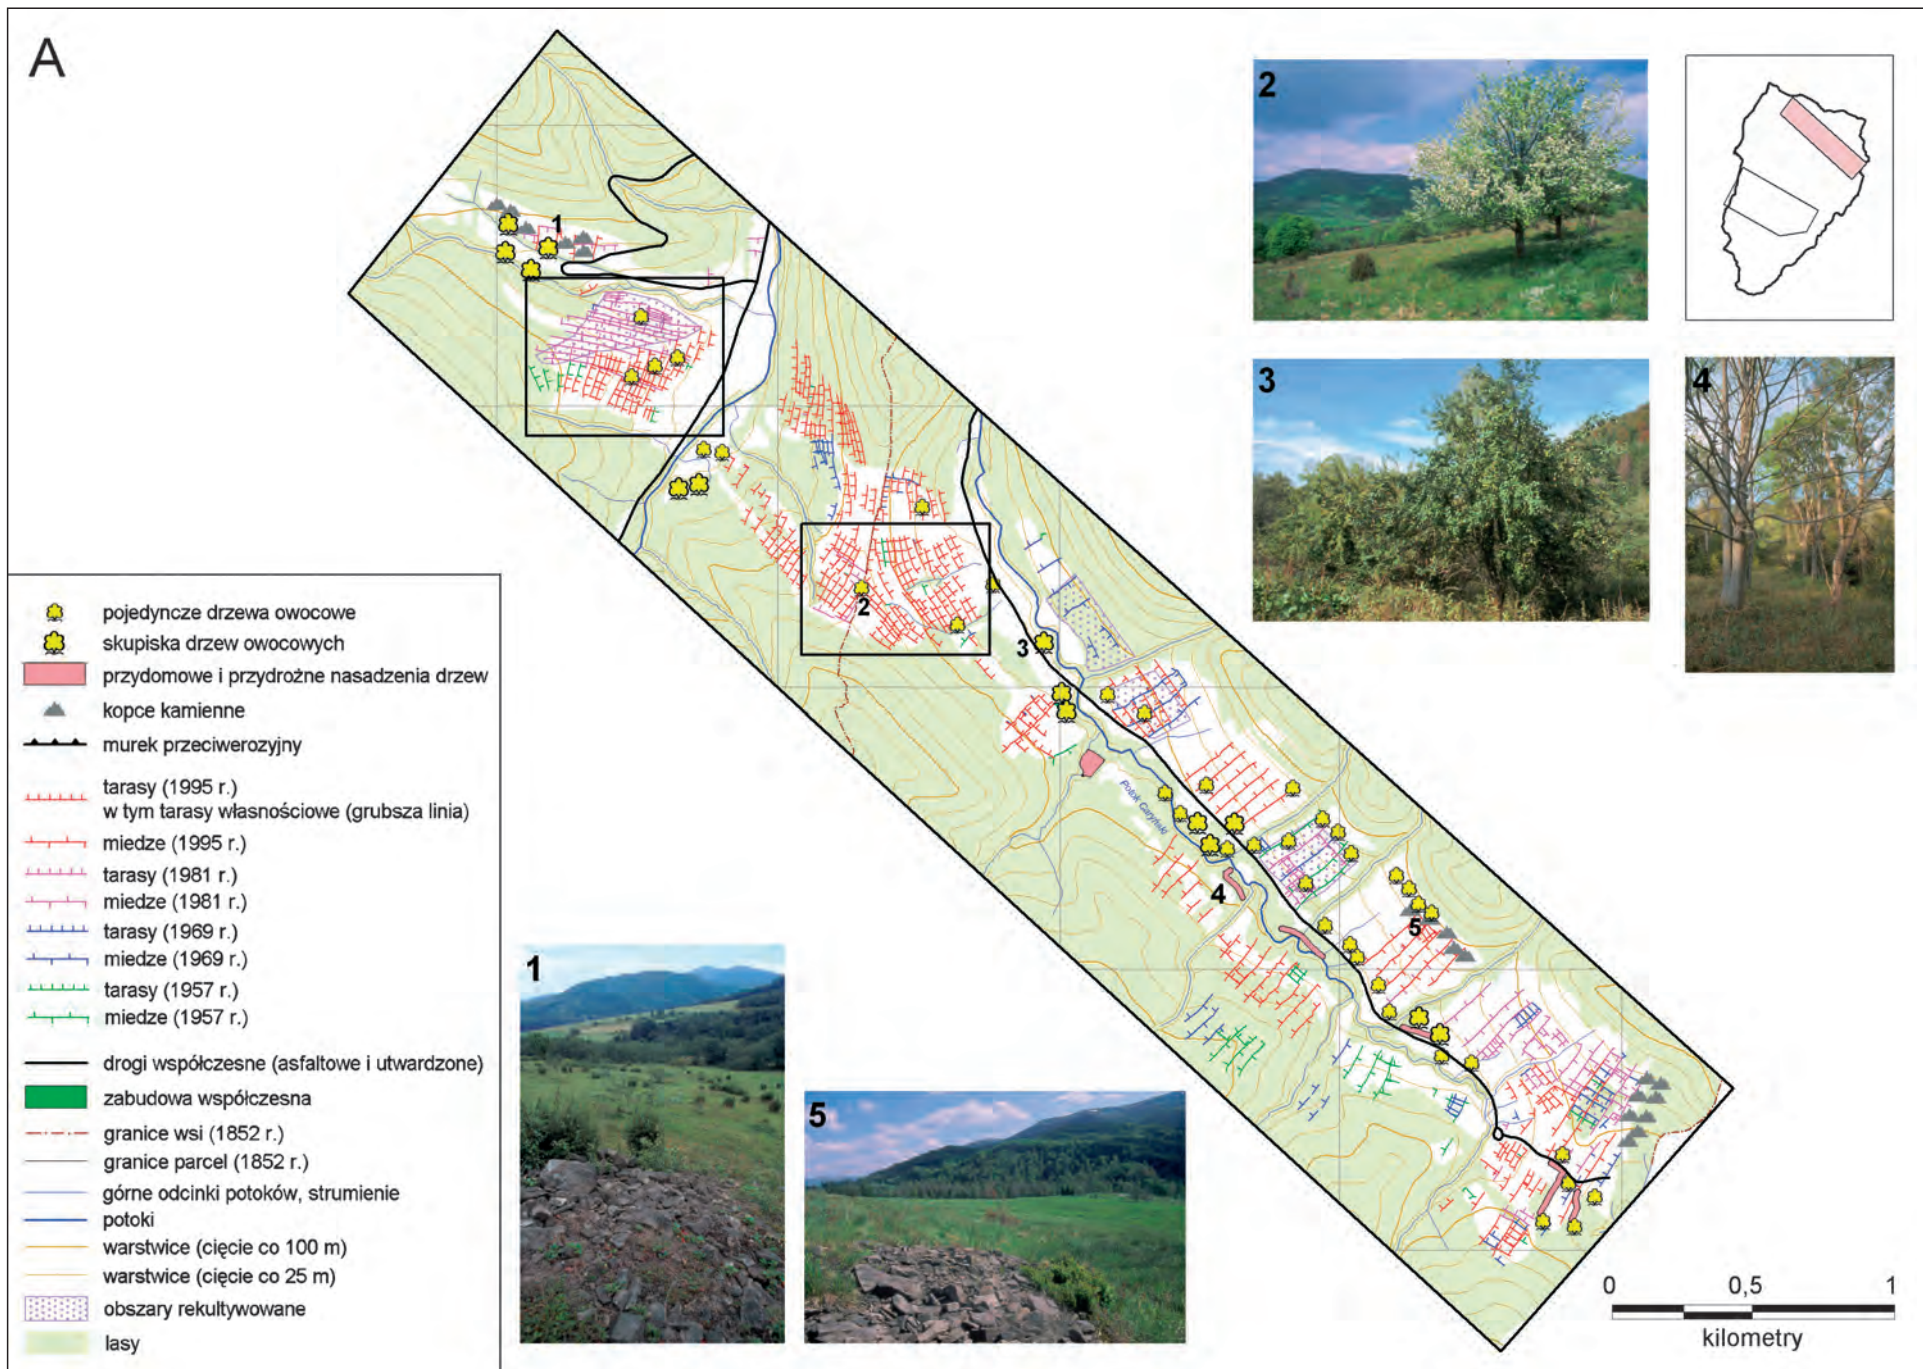 A
1
2
3
4
5
Potok Caryński
2
3
4
1
5
pojedyncze drzewa owocowe
skupiska drzew owocowych
przydomowe i przydrożne nasadzenia drzew
kopce kamienne
murek przeciwerozyjny
tarasy (1995 r.)
w tym tarasy własnościowe (grubsza linia)
miedze (1995 r.)
tarasy (1981 r.)
miedze (1981 r.)
tarasy (1969 r.)
miedze (1969 r.)
tarasy (1957 r.)
miedze (1957 r.)
drogi współczesne (asfaltowe i utwardzone)
zabudowa współczesna
granice wsi (1852 r.)
granice parcel (1852 r.)
górne odcinki potoków, strumienie
potoki
warstwice (cięcie co 100 m)
warstwice (cięcie co 25 m)
obszary rekultywowane
lasy
0 0,5 1
kilometry